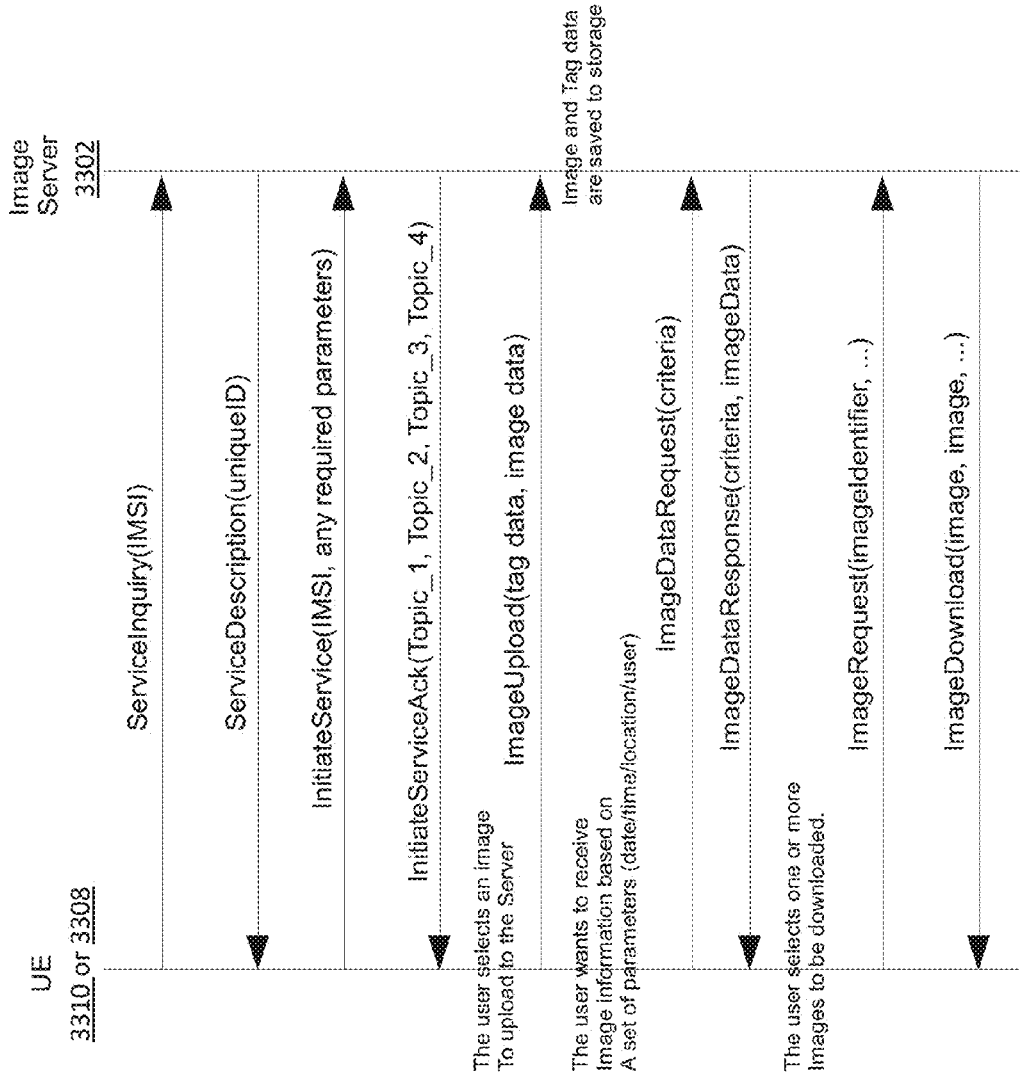 UE
3310 or 3308
Image
Server
3302
ServiceInquiry(IMSI)
ServiceDescription(uniqueID)
InitiateService(IMSI, any required parameters)
InitiateServiceAck(Topic_1, Topic_2, Topic_3, Topic_4)
The user selects an image
To upload to the Server
ImageUpload(tag data, image data)
Image and Tag data
are saved to storage
The user wants to receive
Image information based on
A set of parameters (date/time/location/user)
ImageDataRequest(criteria)
ImageDataResponse(criteria, imageData)
The user selects one or more
Images to be downloaded.
ImageRequest(imageIdentifier, ...)
ImageDownload(image, image, ...)